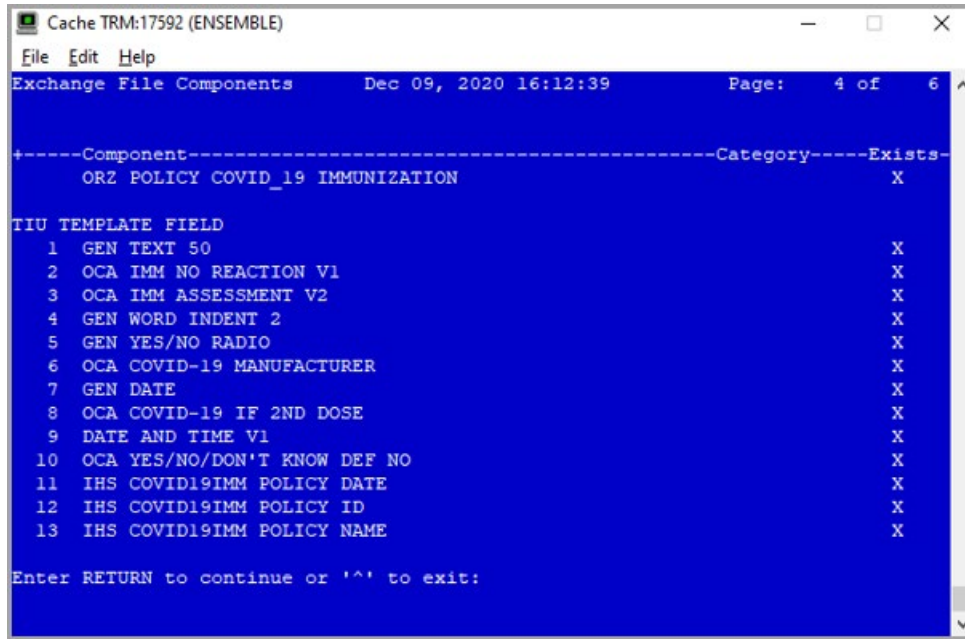 Cache TRM:17592 (ENSEMBLE)
File Edit Help
Exchange File Components Dec 09, 2020 16:12:39 Page: 4 of 6
+-----Component---------------------------------------------Category-----Exists-
ORZ POLICY COVID_19 IMMUNIZATION X
TIU TEMPLATE FIELD
1 GEN TEXT 50 X
2 OCA IMM NO REACTION V1 X
3 OCA IMM ASSESSMENT V2 X
4 GEN WORD INDENT 2 X
5 GEN YES/NO RADIO X
6 OCA COVID-19 MANUFACTURER X
7 GEN DATE X
8 OCA COVID-19 IF 2ND DOSE X
9 DATE AND TIME V1 X
10 OCA YES/NO/DON'T KNOW DEF NO X
11 IHS COVID19IMM POLICY DATE X
12 IHS COVID19IMM POLICY ID X
13 IHS COVID19IMM POLICY NAME X
Enter RETURN to continue or '^' to exit: